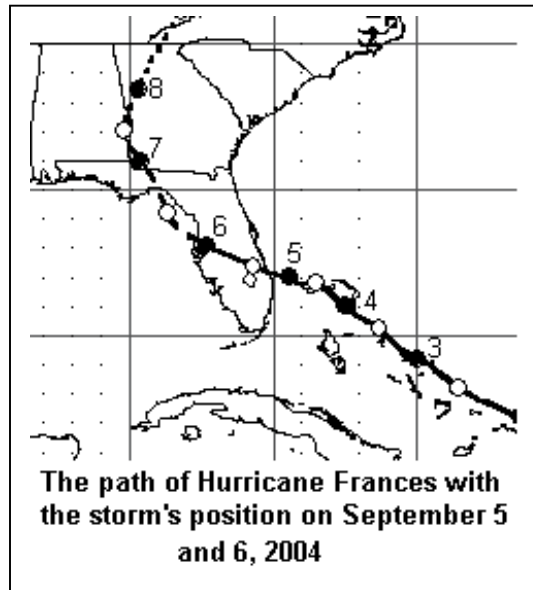 8
7
6
5
4
3
The path of Hurricane Frances with
the storm's position on September 5
and 6, 2004